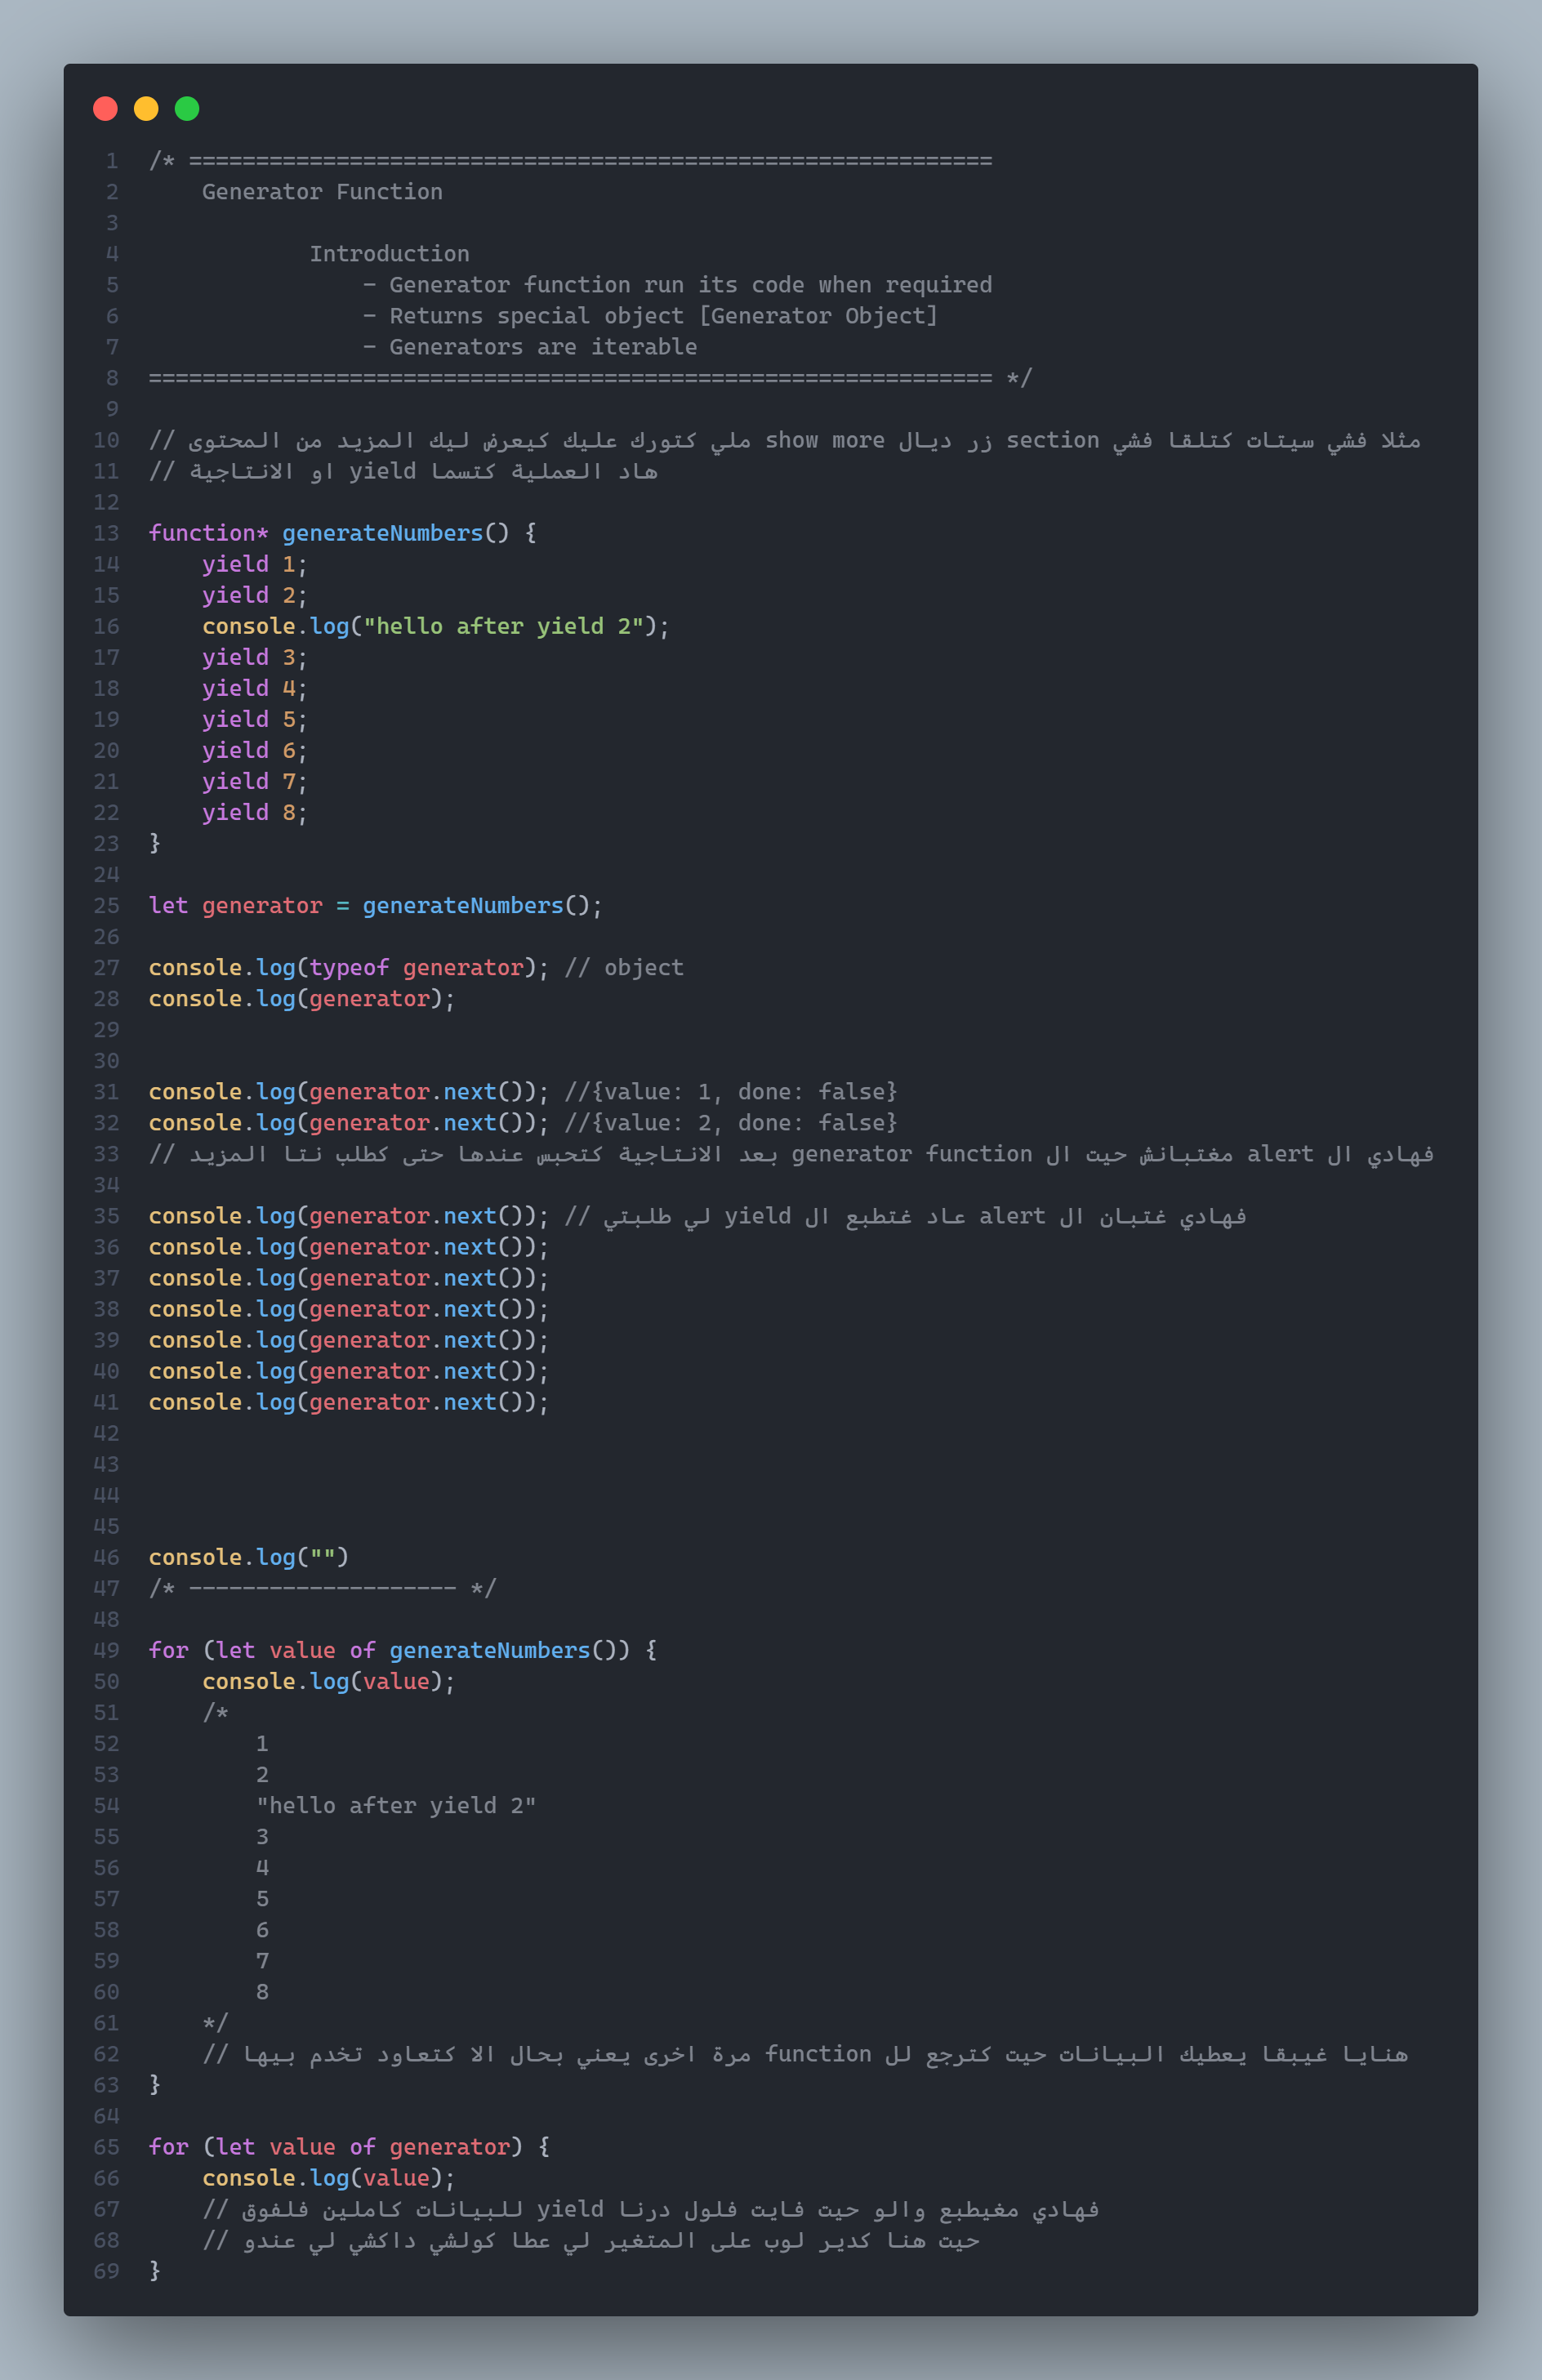 1 /* ============================================================
2     Generator Function
3
4             Introduction
5                 - Generator function run its code when required
6                 - Returns special object [Generator Object]
7                 - Generators are iterable
8 =============================================================== */
9
10 // مثلا فشي سيتات كتلقا فشي section زر ديال show more ملي كتورك عليك كيعرض ليك المزيد من المحتوى
11 // هاد العملية كتسما yield او الانتاجية
12
13 function* generateNumbers() {
14     yield 1;
15     yield 2;
16     console.log("hello after yield 2");
17     yield 3;
18     yield 4;
19     yield 5;
20     yield 6;
21     yield 7;
22     yield 8;
23 }
24
25 let generator = generateNumbers();
26
27 console.log(typeof generator); // object
28 console.log(generator);
29
30
31 console.log(generator.next()); //{value: 1, done: false}
32 console.log(generator.next()); //{value: 2, done: false}
33 // فهادي ال alert مغتبانش حيت ال generator function بعد الانتاجية كتحبس عندها حتى كطلب نتا المزيد
34
35 console.log(generator.next()); // فهادي غتبان ال alert عاد غتطبع ال yield لي طلبتي
36 console.log(generator.next());
37 console.log(generator.next());
38 console.log(generator.next());
39 console.log(generator.next());
40 console.log(generator.next());
41 console.log(generator.next());
42
43
44
45
46 console.log("")
47 /* -------------------- */
48
49 for (let value of generateNumbers()) {
50     console.log(value);
51     /*
52         1
53         2
54         "hello after yield 2"
55         3
56         4
57         5
58         6
59         7
60         8
61     */
62     // هنايا غيبقا يعطيك البيانات حيت كترجع لل function مرة اخرى يعني بحال الا كتعاود تخدم بيها
63 }
64
65 for (let value of generator) {
66     console.log(value);
67     // فهادي مغيطبع والو حيت فايت فلول درنا yield للبيانات كاملين فلفوق
68     // حيت هنا كدير لوب على المتغير لي عطا كولشي داكشي لي عندو
69 }